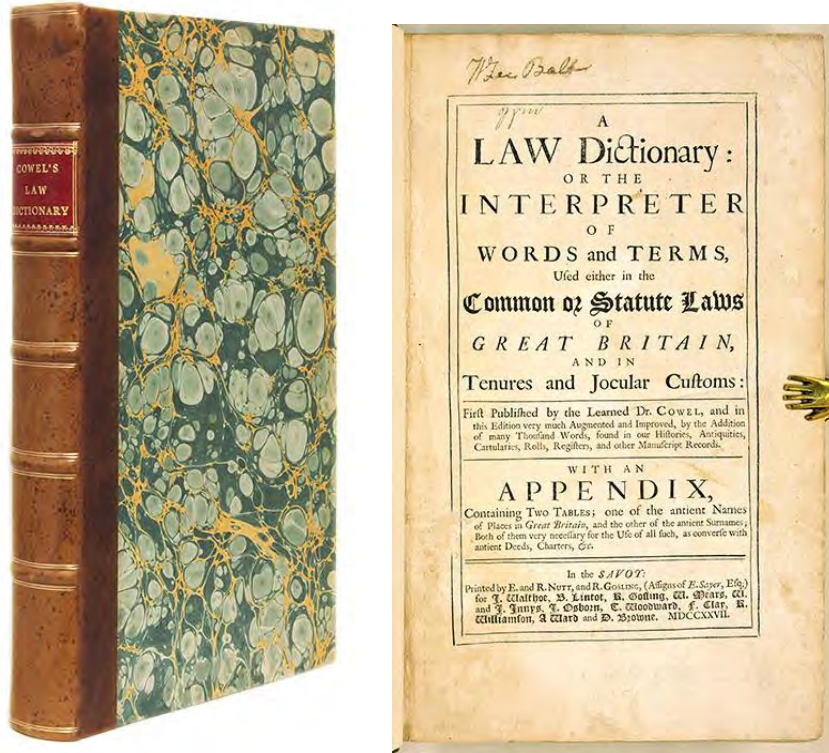 COWEL'S
LAW
DICTIONARY
A
LAW Dictionary:
OR THE
INTERPRETER
OF
WORDS and TERMS,
Uſed either in the
Common or Statute Laws
OF
GREAT BRITAIN,
AND IN
Tenures and Jocular Cuſtoms:
Firſt Publiſhed by the Learned Dr. COWEL, and in
this Edition very much Augmented and Improved, by the Addition
of many Thouſand Words, found in our Hiſtories, Antiquities,
Cartularies, Rolls, Regiſters, and other Manuſcript Records.
WITH AN
APPENDIX,
Containing Two TABLES; one of the antient Names
of Places in Great Britain, and the other of the antient Surnames;
Both of them very neceſſary for the Uſe of all ſuch, as converſe with
antient Deeds, Charters, &c.
In the SAVOY:
Printed by E. and R. NUTT, and R. GOSLING, (Aſſigns of E. Sayer, Eſq;)
for J. Walthoe, B. Lintot, R. Goſling, W. Mears, W.
and J. Innys, J. Osborn, T. Woodward, F. Clay, R.
Williamſon, A Ward and D. Browne. MDCCXXVII.